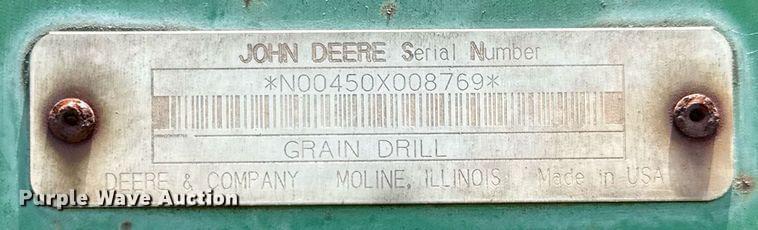 JOHN DEERE Serial Number
*N00450X008769*
GRAIN DRILL
DEERE & COMPANY MOLINE, ILLINOIS Made in USA
Purple Wave Auction